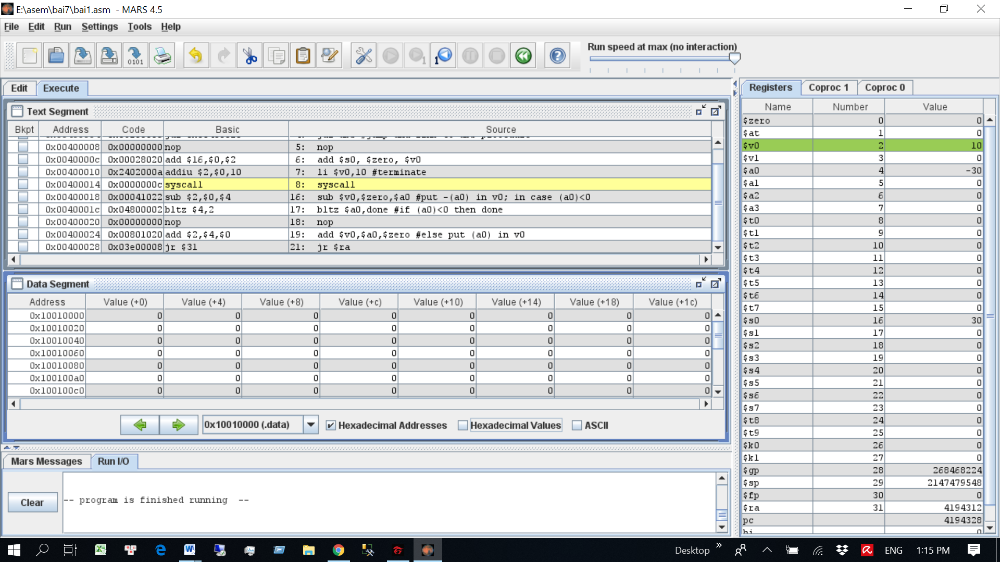 E:\asem\bai7\bai1.asm - MARS 4.5
File Edit Run Settings Tools Help
0101
1
1
Run speed at max (no interaction)
Edit Execute
Text Segment
Bkpt Address Code Basic Source
0x00400008 0x00000000 nop 5: nop
0x0040000c 0x00028020 add $16,$0,$2 6: add $s0, $zero, $v0
0x00400010 0x2402000a addiu $2,$0,10 7: li $v0,10 #terminate
0x00400014 0x0000000c syscall 8: syscall
0x00400018 0x00041022 sub $2,$0,$4 16: sub $v0,$zero,$a0 #put -(a0) in v0; in case (a0)<0
0x0040001c 0x04800002 bltz $4,2 17: bltz $a0,done #if (a0)<0 then done
0x00400020 0x00000000 nop 18: nop
0x00400024 0x00801020 add $2,$4,$0 19: add $v0,$a0,$zero #else put (a0) in v0
0x00400028 0x03e00008 jr $31 21: jr $ra
Data Segment
Address Value (+0) Value (+4) Value (+8) Value (+c) Value (+10) Value (+14) Value (+18) Value (+1c)
0x10010000 0 0 0 0 0 0 0 0
0x10010020 0 0 0 0 0 0 0 0
0x10010040 0 0 0 0 0 0 0 0
0x10010060 0 0 0 0 0 0 0 0
0x10010080 0 0 0 0 0 0 0 0
0x100100a0 0 0 0 0 0 0 0 0
0x100100c0 0 0 0 0 0 0 0 0
0x10010000 (.data) Hexadecimal Addresses Hexadecimal Values ASCII
Mars Messages Run I/O
Clear
-- program is finished running --
Registers Coproc 1 Coproc 0
Name Number Value
$zero 0 0
$at 1 0
$v0 2 10
$v1 3 0
$a0 4 -30
$a1 5 0
$a2 6 0
$a3 7 0
$t0 8 0
$t1 9 0
$t2 10 0
$t3 11 0
$t4 12 0
$t5 13 0
$t6 14 0
$t7 15 0
$s0 16 30
$s1 17 0
$s2 18 0
$s3 19 0
$s4 20 0
$s5 21 0
$s6 22 0
$s7 23 0
$t8 24 0
$t9 25 0
$k0 26 0
$k1 27 0
$gp 28 268468224
$sp 29 2147479548
$fp 30 0
$ra 31 4194312
pc 4194328
hi 0
Desktop ENG 1:15 PM